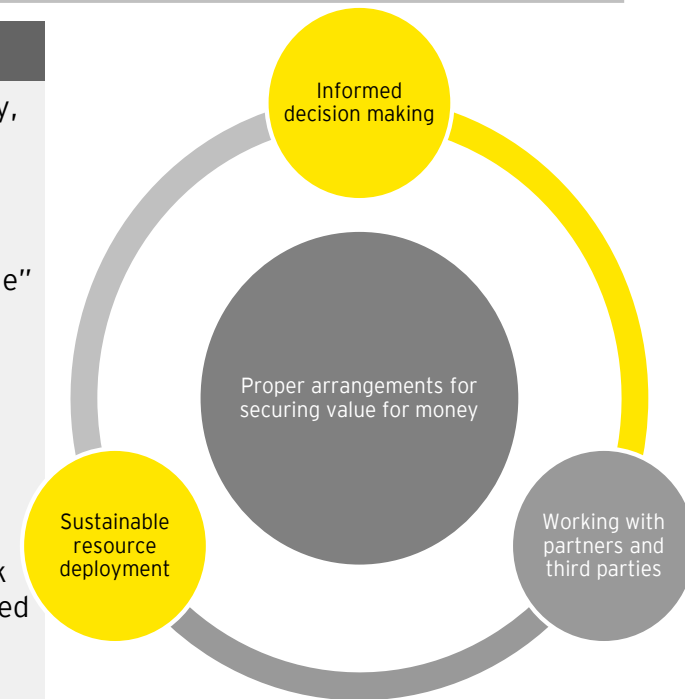 y,
e”
k
ed
Informed
decision making
Proper arrangements for
securing value for money
Sustainable
resource
deployment
Working with
partners and
third parties